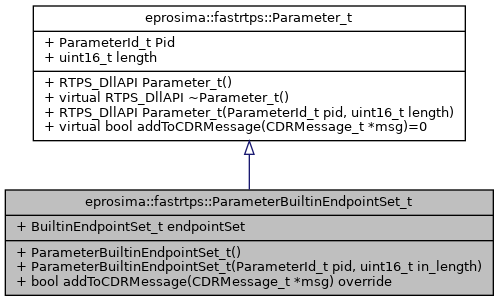 eprosima::fastrtps::Parameter_t
+ ParameterId_t Pid
+ uint16_t length
+ RTPS_DllAPI Parameter_t()
+ virtual RTPS_DllAPI ~Parameter_t()
+ RTPS_DllAPI Parameter_t(ParameterId_t pid, uint16_t length)
+ virtual bool addToCDRMessage(CDRMessage_t *msg)=0
eprosima::fastrtps::ParameterBuiltinEndpointSet_t
+ BuiltinEndpointSet_t endpointSet
+ ParameterBuiltinEndpointSet_t()
+ ParameterBuiltinEndpointSet_t(ParameterId_t pid, uint16_t in_length)
+ bool addToCDRMessage(CDRMessage_t *msg) override